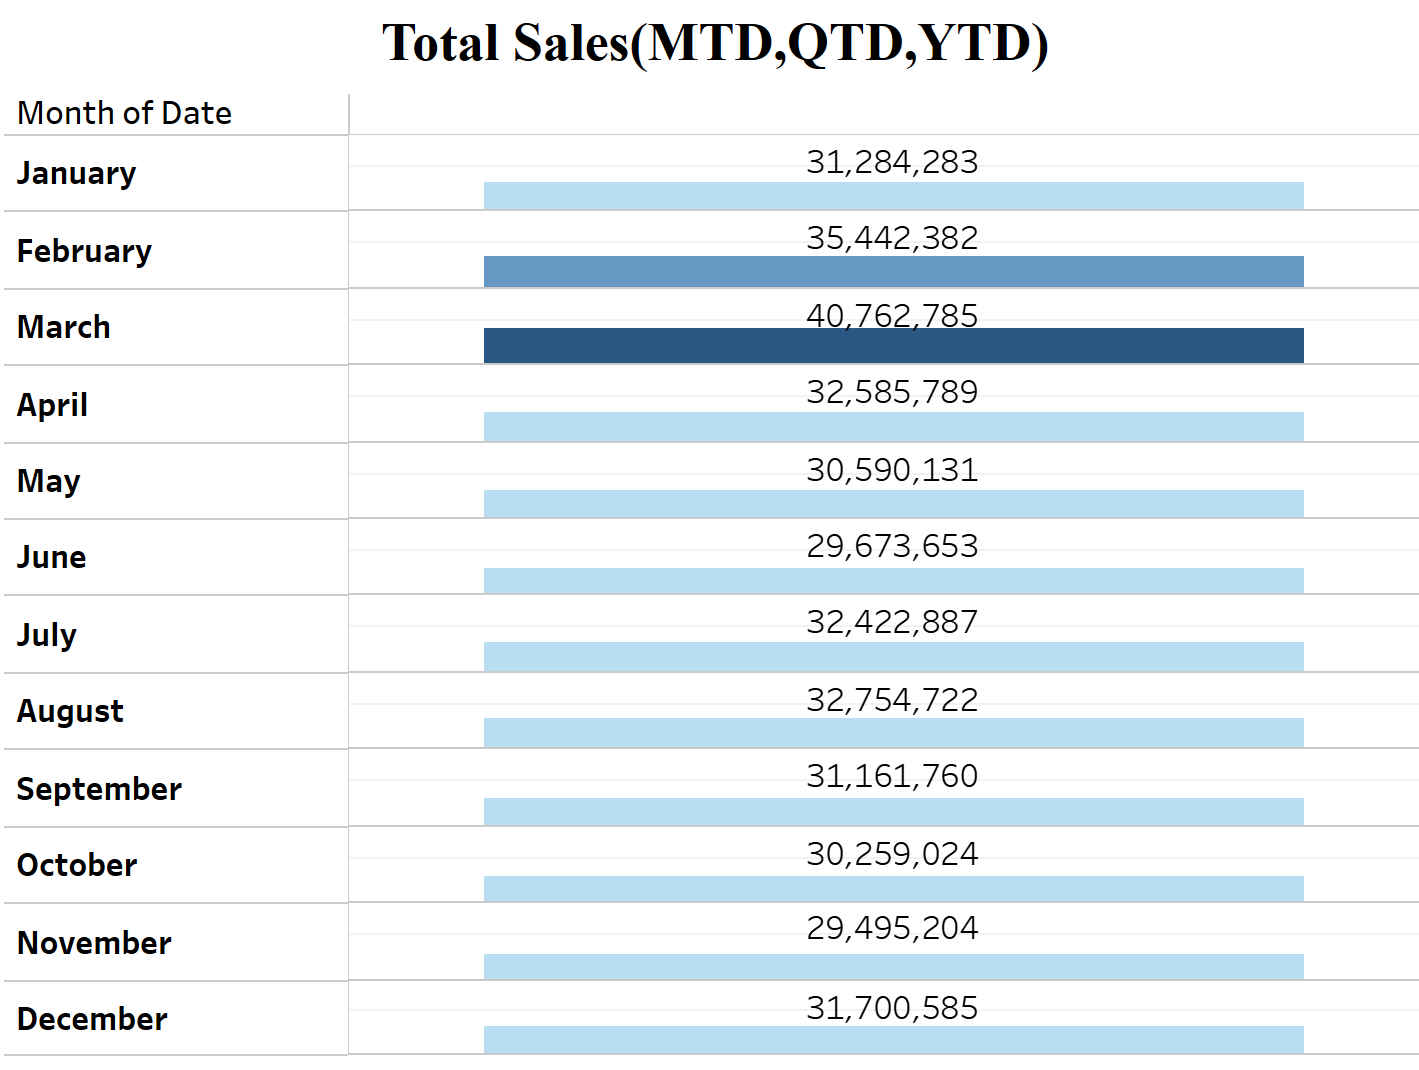 Total Sales(MTD,QTD,YTD)
Month of Date
January 31,284,283
February 35,442,382
March 40,762,785
April 32,585,789
May 30,590,131
June 29,673,653
July 32,422,887
August 32,754,722
September 31,161,760
October 30,259,024
November 29,495,204
December 31,700,585